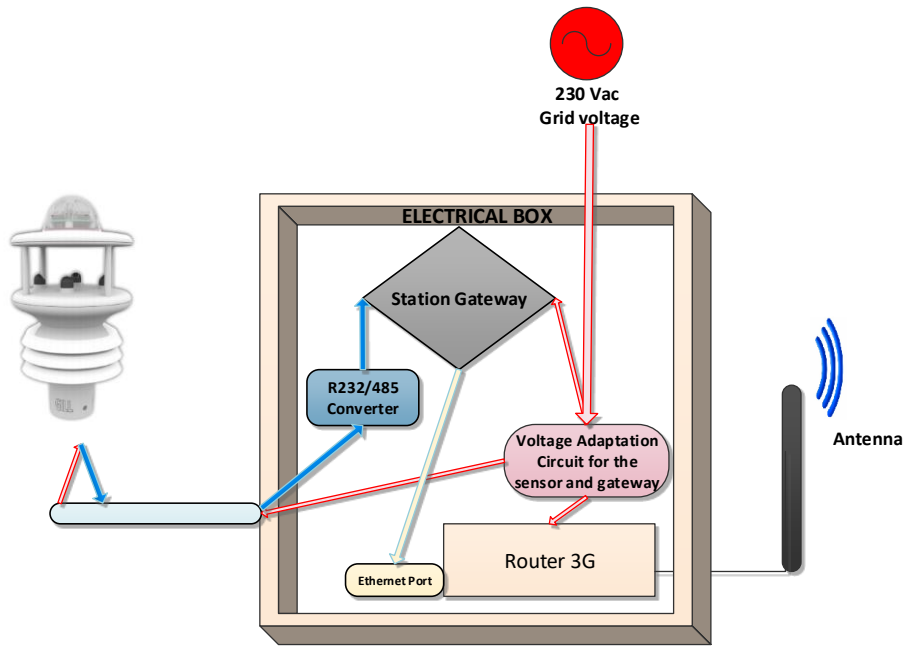 230 Vac
Grid voltage
ELECTRICAL BOX
Station Gateway
R232/485
Converter
Voltage Adaptation
Circuit for the
sensor and gateway
Antenna
Router 3G
Ethernet Port
GILL